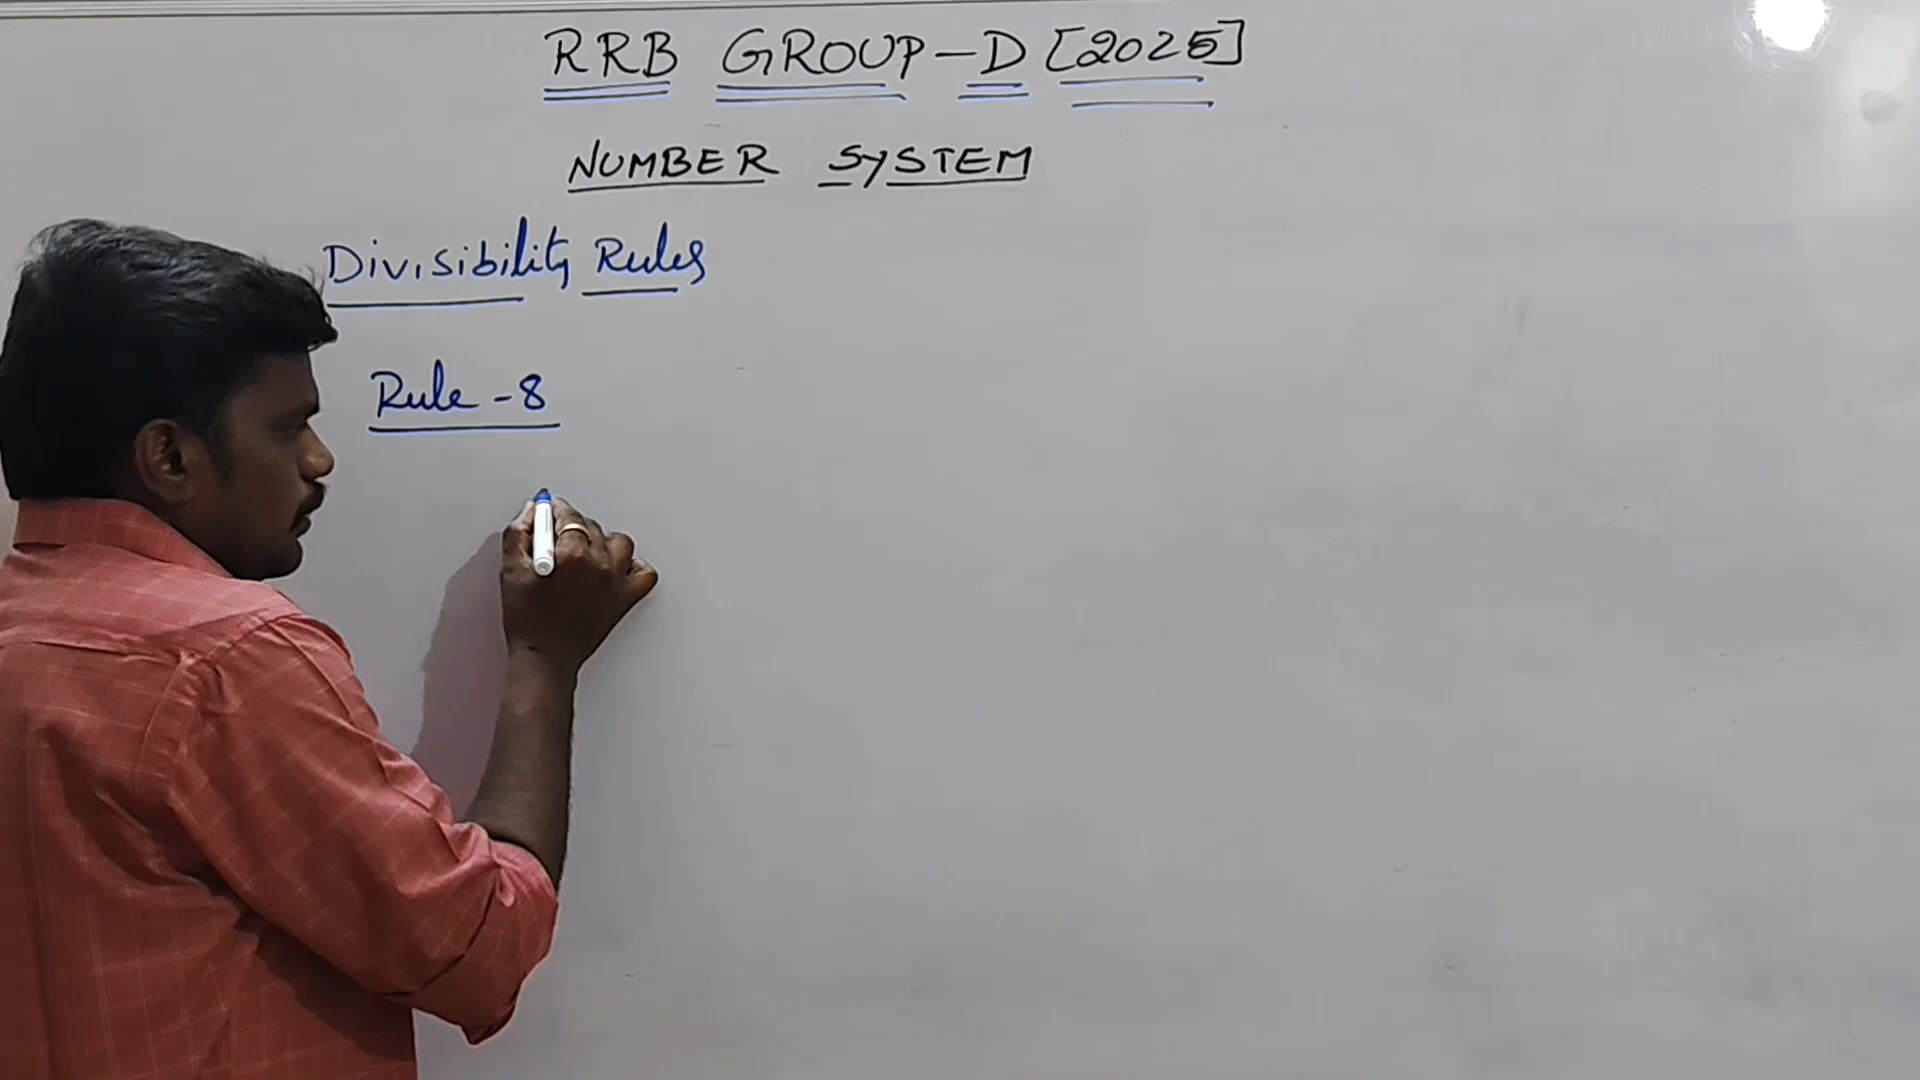 RRB GROUP-D [2025]
NUMBER SYSTEM
Divisibility Rules
Rule - 8